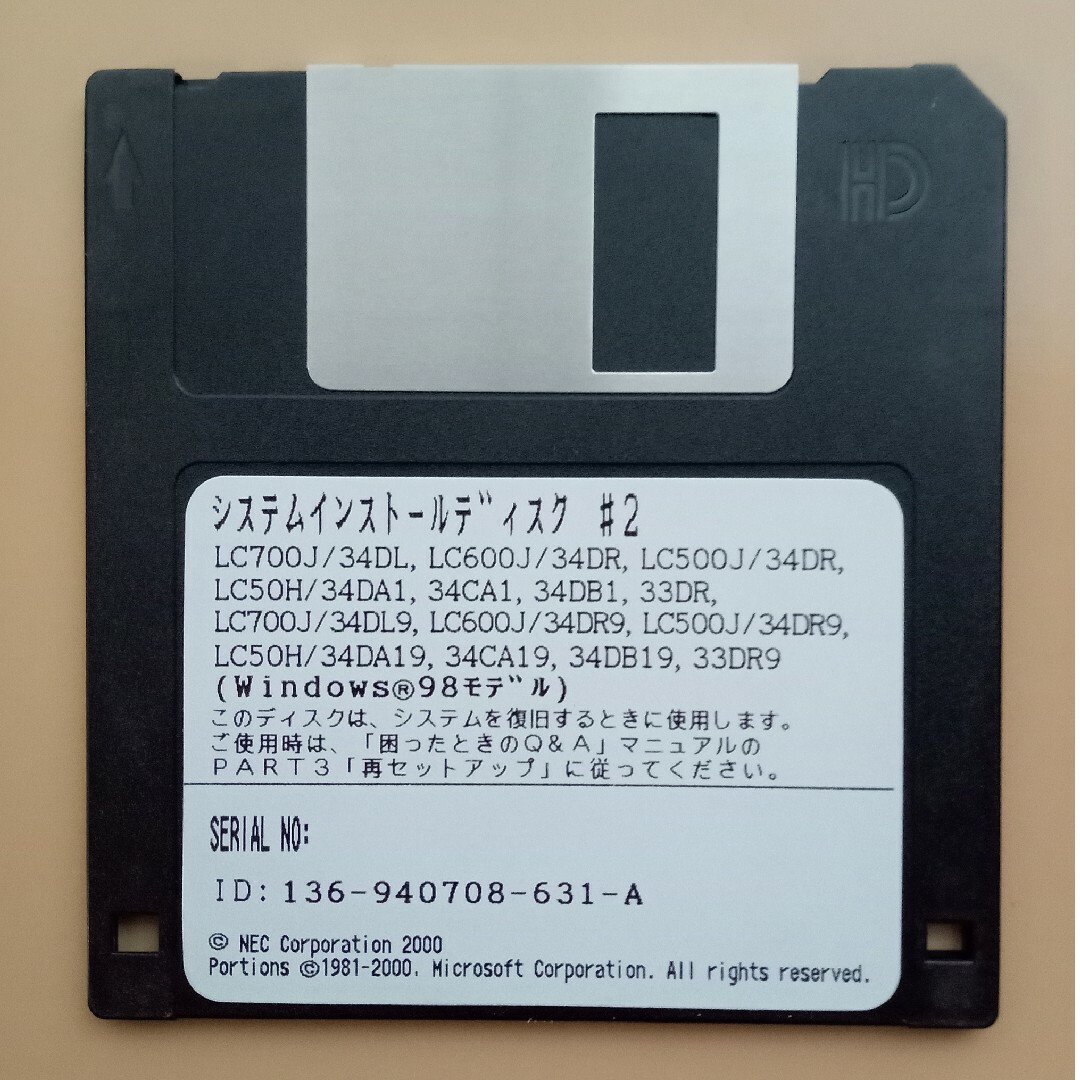 HD
システムインストールディスク #2
LC700J/34DL, LC600J/34DR, LC500J/34DR,
LC50H/34DA1, 34CA1, 34DB1, 33DR,
LC700J/34DL9, LC600J/34DR9, LC500J/34DR9,
LC50H/34DA19, 34CA19, 34DB19, 33DR9
(Windows®98モデル)
このディスクは、システムを復旧するときに使用します。
ご使用時は、「困ったときのQ&A」マニュアルの
PART3「再セットアップ」に従ってください。
SERIAL NO:
ID: 136-940708-631-A
© NEC Corporation 2000
Portions ©1981-2000. Microsoft Corporation. All rights reserved.